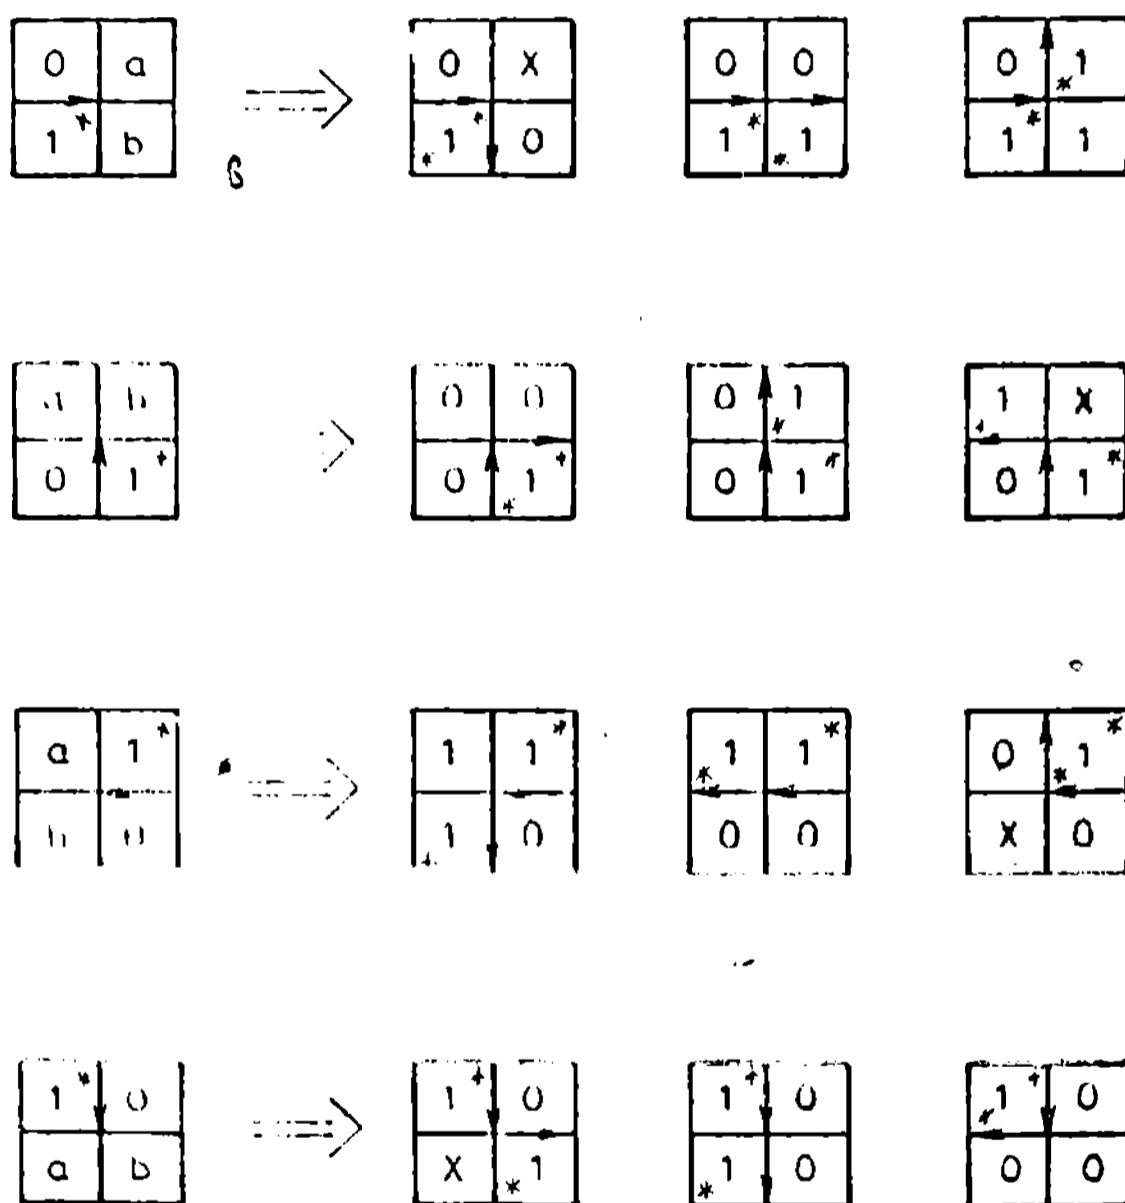 0 a 0 X 0 0 0 * 1
1 * b * 1 * 0 1 * * 1 1 * 1
0 0 0 * 1 1 X
0 1 0 * 1 0 1 * 0 1 *
a 1 * 1 1 * * 1 1 * 0 * 1 *
1 0 0 0 X 0
1 * 0 1 0 1 0 * 1 0
a b X * 1 * 1 0 0 0